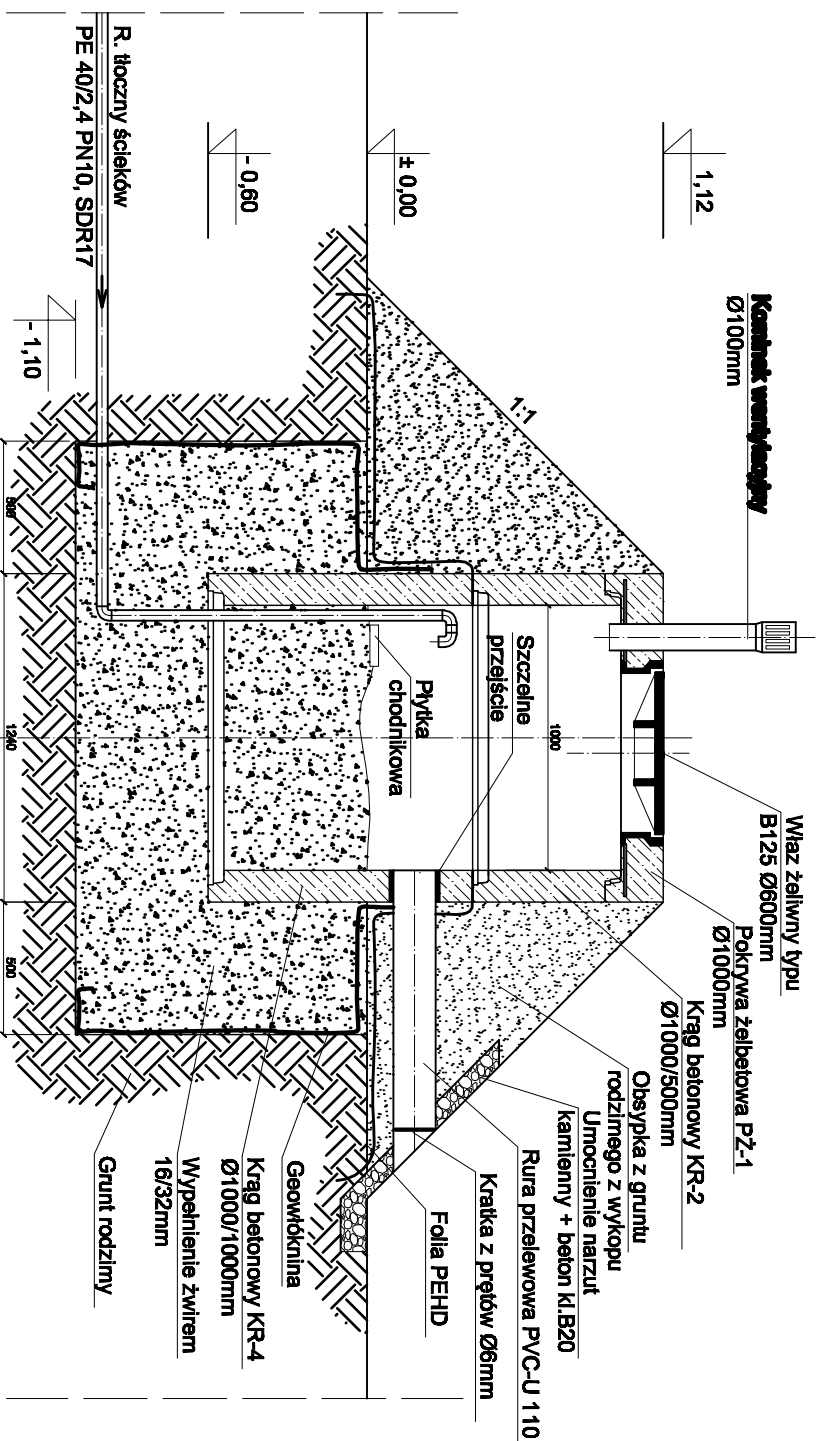 Kominek wentylacyjny
Ø100mm
Właz żeliwny typu
B125 Ø600mm
Pokrywa żelbetowa PŻ-1
Ø1000mm
Krąg betonowy KR-2
Ø1000/500mm
Obsypka z gruntu
rodzimego z wykopu
Umocnienie narzut
kamienny + beton kl.B20
Rura przelewowa PVC-U 110
Kratka z prętów Ø6mm
Folia PEHD
Geowłóknina
Krąg betonowy KR-4
Ø1000/1000mm
Wypełnienie żwirem
16/32mm
Grunt rodzimy
1,12
± 0,00
- 0,60
- 1,10
1:1
1000
Szczelne
przejście
Płytka
chodnikowa
R. tłoczny ścieków
PE 40/2,4 PN10, SDR17
500
1240
500